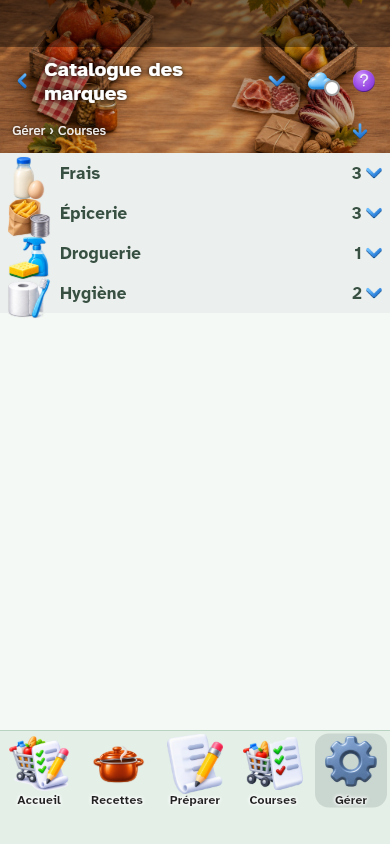 Catalogue des
marques
?
Gérer › Courses
Frais 3
Épicerie 3
Droguerie 1
Hygiène 2
Accueil Recettes Préparer Courses Gérer